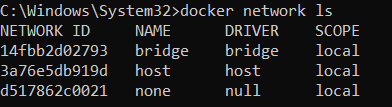 C:\Windows\System32>docker network ls
NETWORK ID     NAME      DRIVER    SCOPE
14fbb2d02793   bridge    bridge    local
3a76e5db919d   host      host      local
d517862c0021   none      null      local